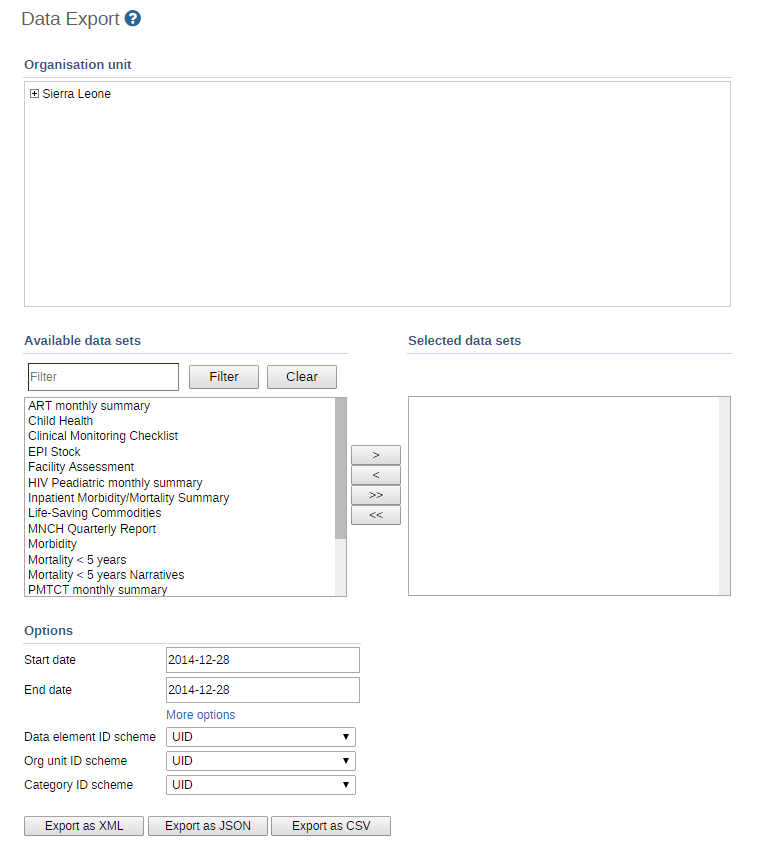 Data Export ?
Organisation unit
Sierra Leone
Available data sets
Selected data sets
Filter Filter Clear
ART monthly summary
Child Health
Clinical Monitoring Checklist
EPI Stock
Facility Assessment
HIV Peadiatric monthly summary
Inpatient Morbidity/Mortality Summary
Life-Saving Commodities
MNCH Quarterly Report
Morbidity
Mortality < 5 years
Mortality < 5 years Narratives
PMTCT monthly summary
>
<
>>
<<
Options
Start date 2014-12-28
End date 2014-12-28
More options
Data element ID scheme UID
Org unit ID scheme UID
Category ID scheme UID
Export as XML Export as JSON Export as CSV